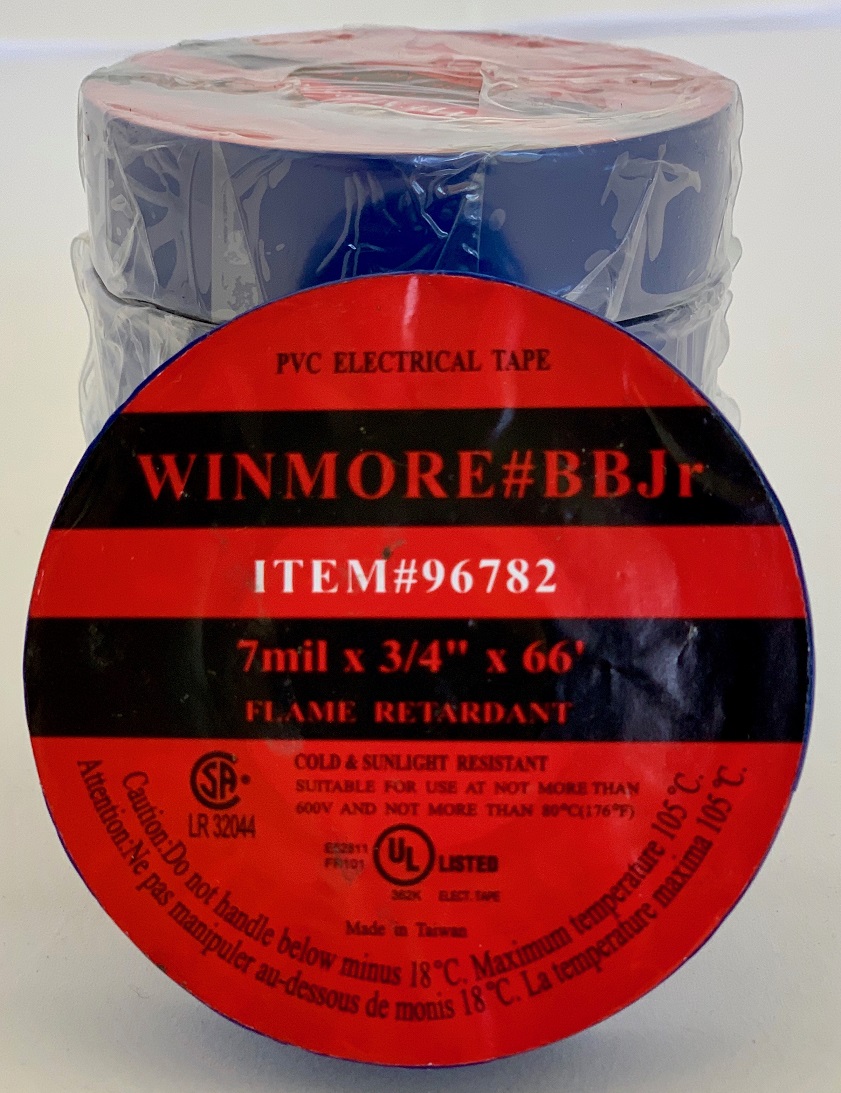 PVC ELECTRICAL TAPE
WINMORE#BBJr
ITEM#96782
7mil x 3/4" x 66'
FLAME RETARDANT
COLD & SUNLIGHT RESISTANT
SUITABLE FOR USE AT NOT MORE THAN
600V AND NOT MORE THAN 80°C(176°F)
SA
LR 32044
UL
LISTED
362K ELECT. TAPE
Made in Taiwan
Caution:Do not handle below minus 18°C. Maximum temperature 105°C.
Attention:Ne pas manipuler au-dessous de monis 18°C. La temperature maxima 105°C.